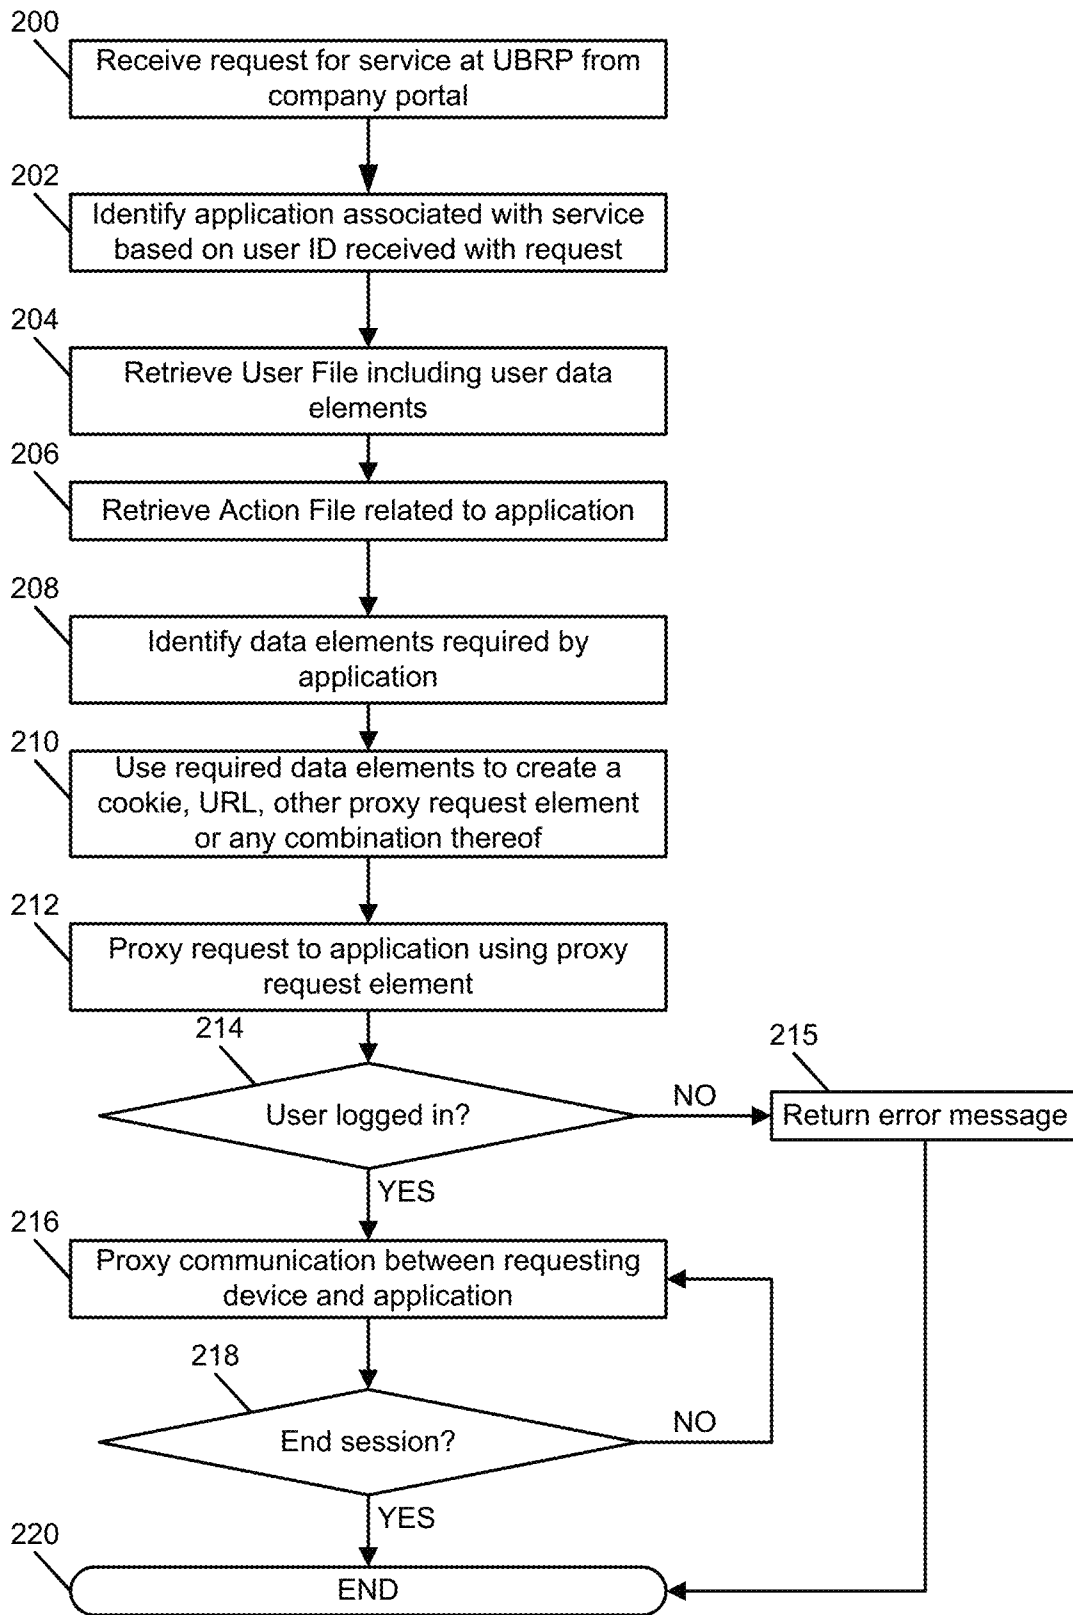 200
Receive request for service at UBRP from
company portal
202
Identify application associated with service
based on user ID received with request
204
Retrieve User File including user data
elements
206
Retrieve Action File related to application
208
Identify data elements required by
application
210
Use required data elements to create a
cookie, URL, other proxy request element
or any combination thereof
212
Proxy request to application using proxy
request element
214
User logged in?
NO
215
Return error message
YES
216
Proxy communication between requesting
device and application
218
End session?
NO
YES
220
END